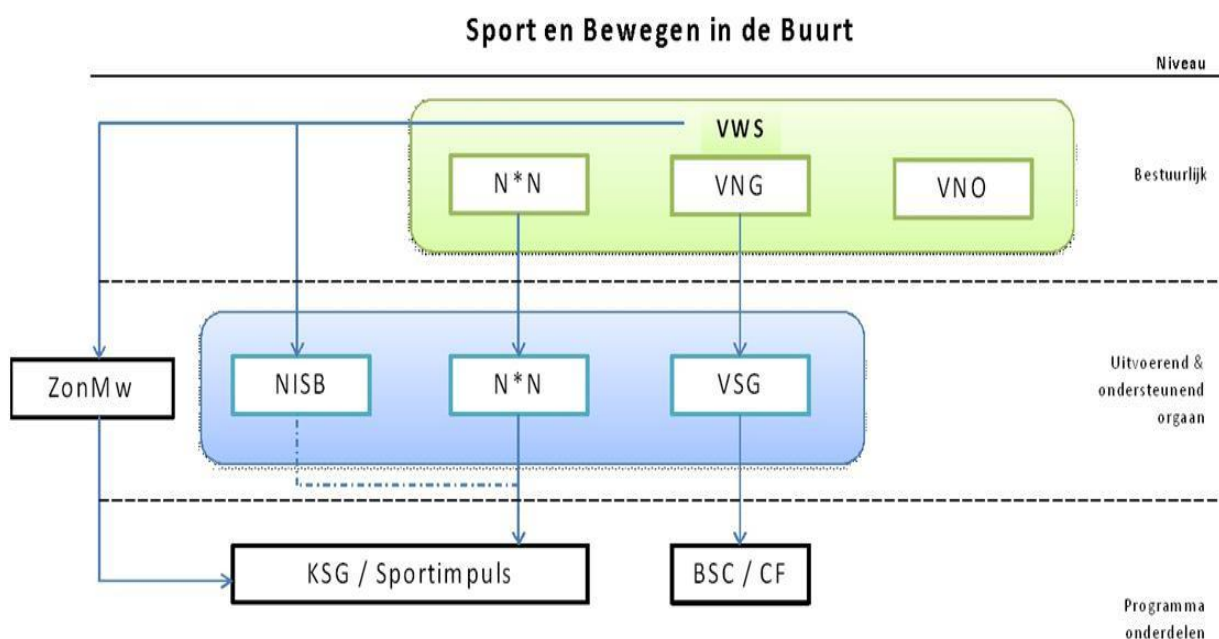 Sport en Bewegen in de Buurt
Niveau
VWS
N*N
VNG
VNO
Bestuurlijk
ZonMw
NISB
N*N
VSG
Uitvoerend &
ondersteunend
orgaan
KSG / Sportimpuls
BSC / CF
Programma
onderdelen